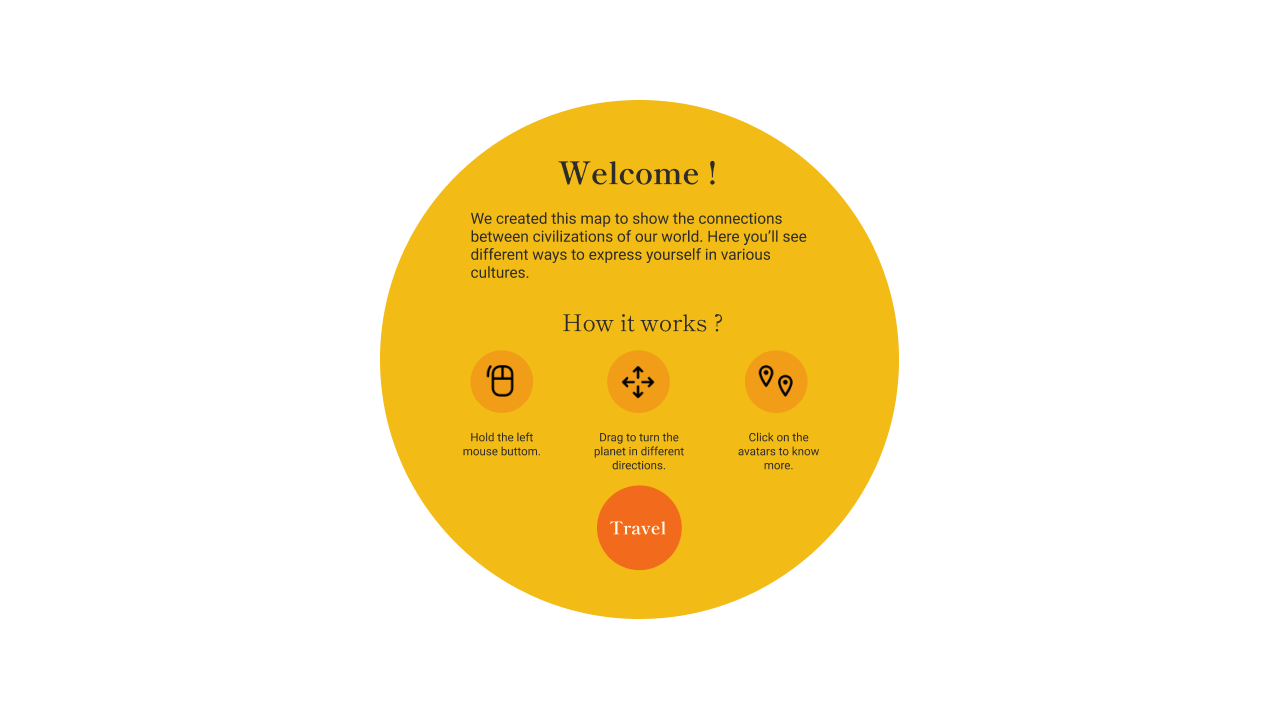 Welcome !
We created this map to show the connections
between civilizations of our world. Here you'll see
different ways to express yourself in various
cultures.
How it works ?
Hold the left
mouse buttom.
Drag to turn the
planet in different
directions.
Click on the
avatars to know
more.
Travel